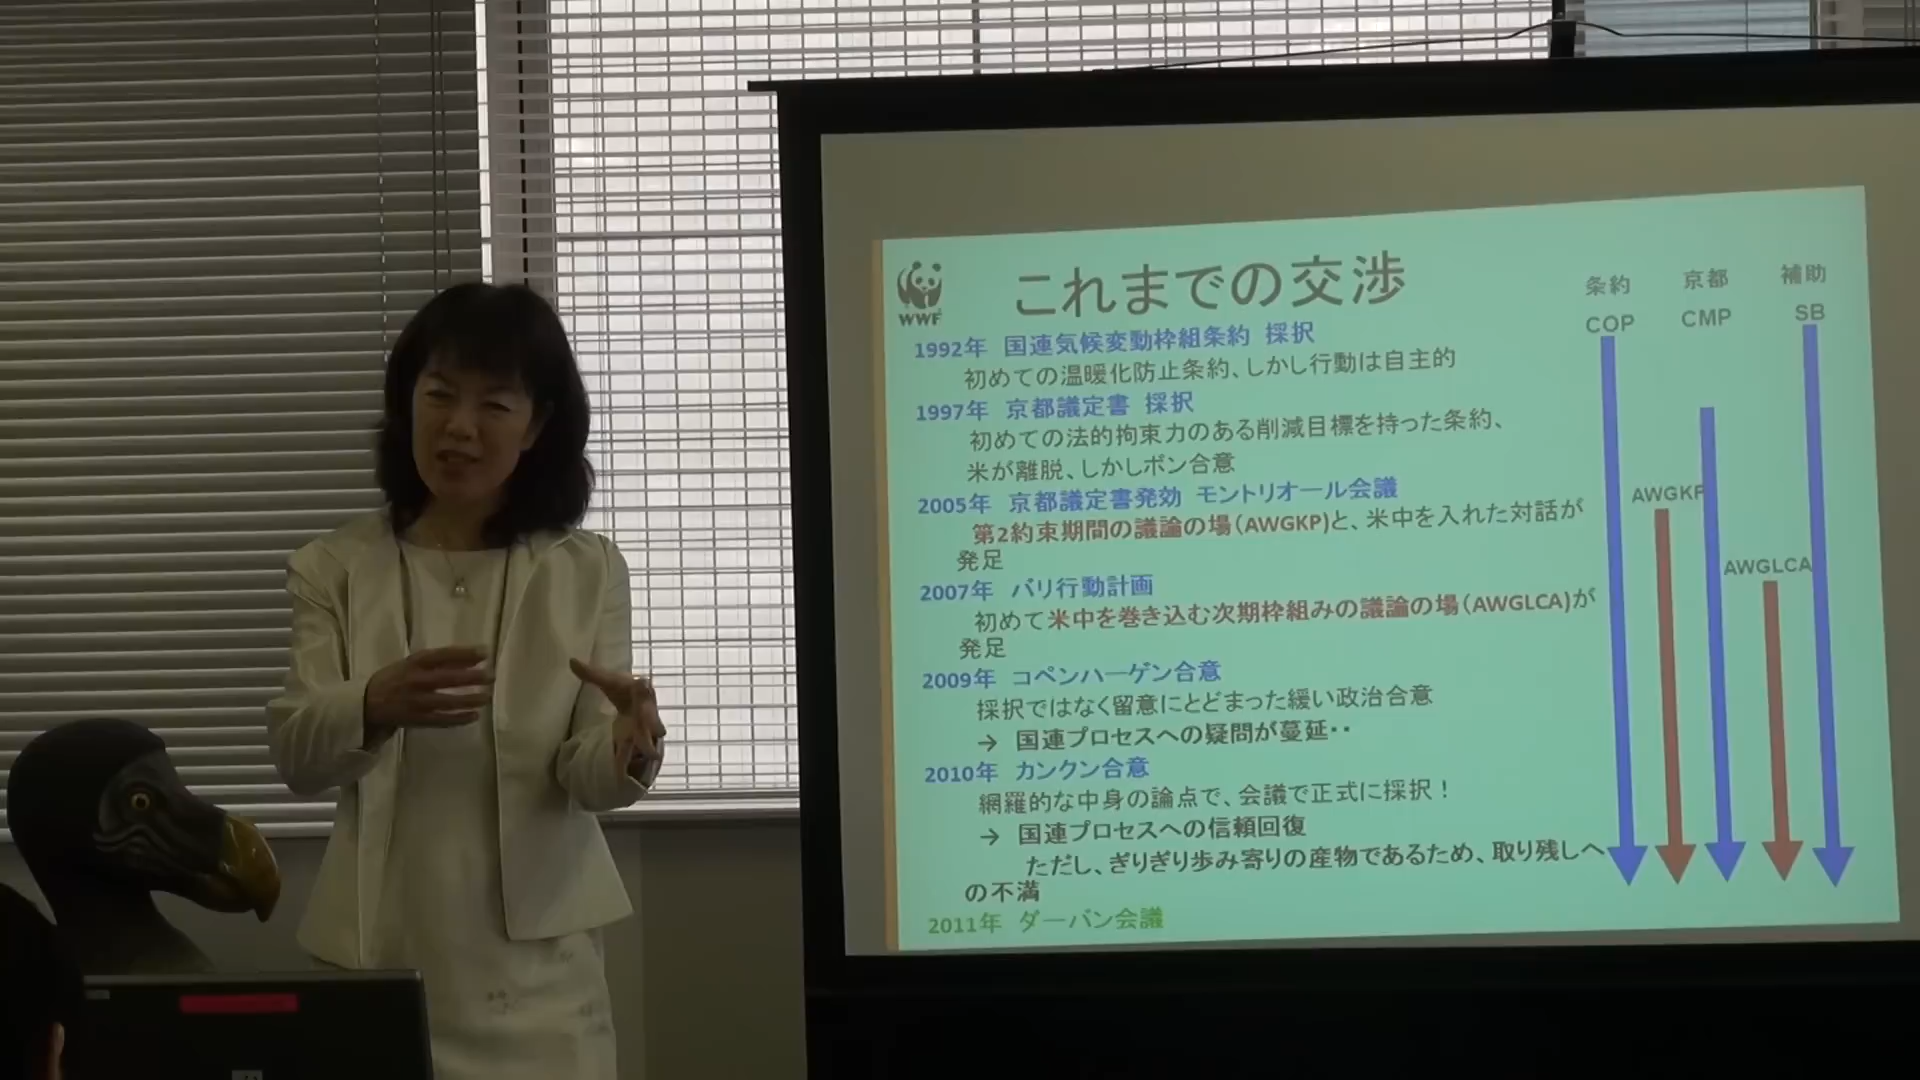 WWF
これまでの交渉
条約 京都 補助
COP CMP SB
1992年 国連気候変動枠組条約 採択
初めての温暖化防止条約、しかし行動は自主的
1997年 京都議定書 採択
初めての法的拘束力のある削減目標を持った条約、
米が離脱、しかしボン合意
2005年 京都議定書発効 モントリオール会議
第2約束期間の議論の場(AWGKP)と、米中を入れた対話が
発足
2007年 バリ行動計画
初めて米中を巻き込む次期枠組みの議論の場(AWGLCA)が
発足
2009年 コペンハーゲン合意
採択ではなく留意にとどまった緩い政治合意
→ 国連プロセスへの疑問が蔓延・・
2010年 カンクン合意
網羅的な中身の論点で、会議で正式に採択!
→ 国連プロセスへの信頼回復
ただし、ぎりぎり歩み寄りの産物であるため、取り残しへ
の不満
2011年 ダーバン会議
AWGKP
AWGLCA